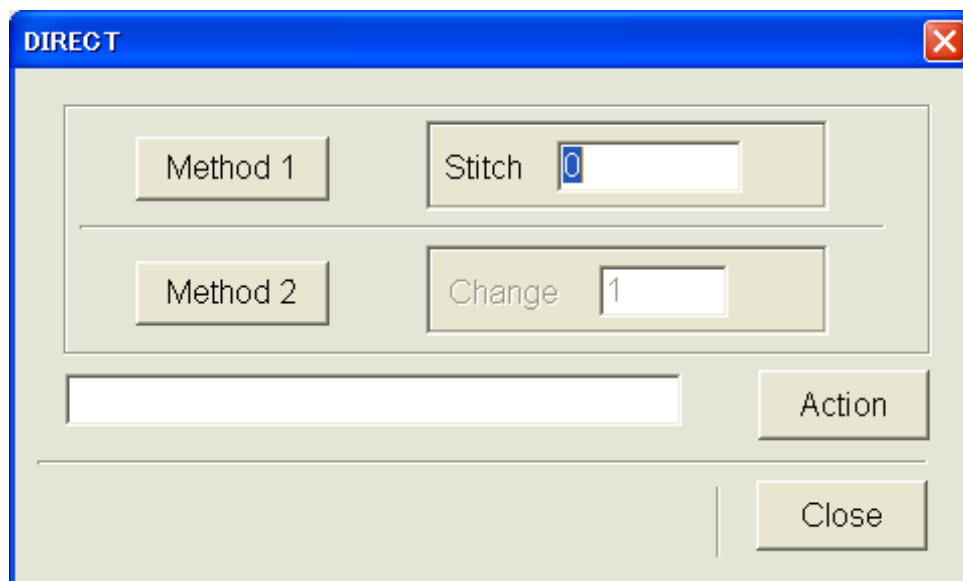 DIRECT
Method 1 Stitch 0
Method 2 Change 1
Action
Close